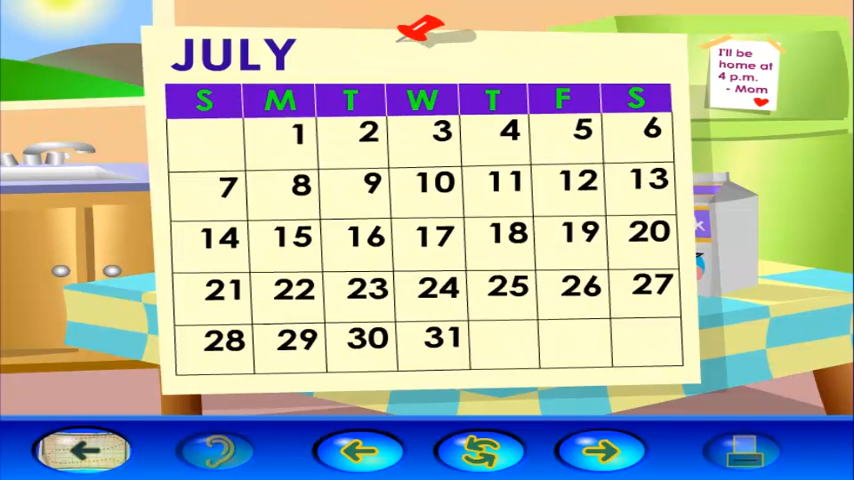 JULY
S M T W T F S
1 2 3 4 5 6
7 8 9 10 11 12 13
14 15 16 17 18 19 20
21 22 23 24 25 26 27
28 29 30 31
I'll be
home at
4 p.m.
- Mom
k